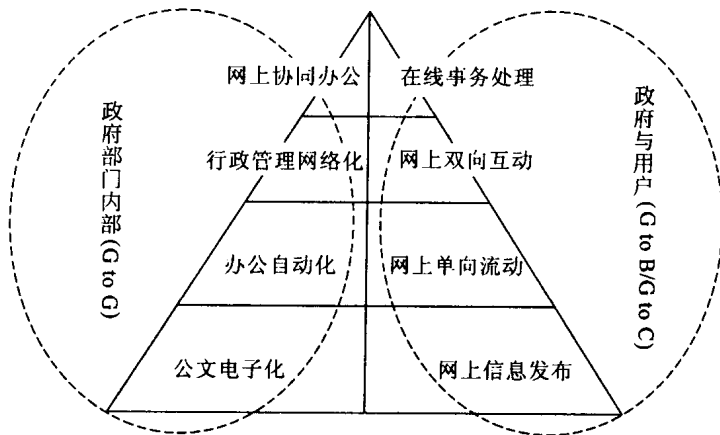 网上协同办公
在线事务处理
政府部门内部(G to G)
行政管理网络化
网上双向互动
政府与用户(G to B/G to C)
办公自动化
网上单向流动
公文电子化
网上信息发布